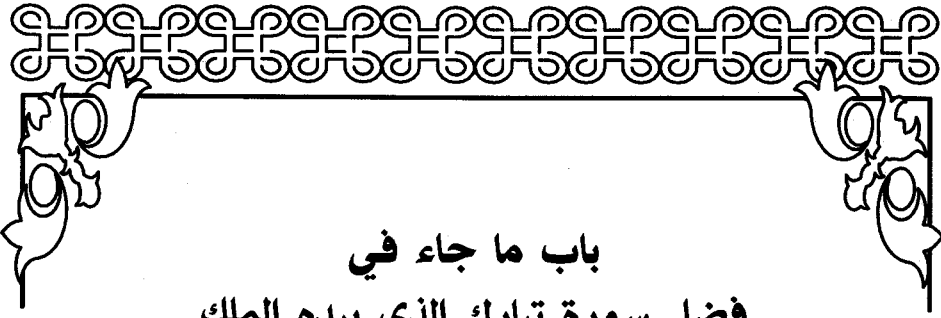 باب ما جاء في
فضل سورة تبارك الذي بيده الملك